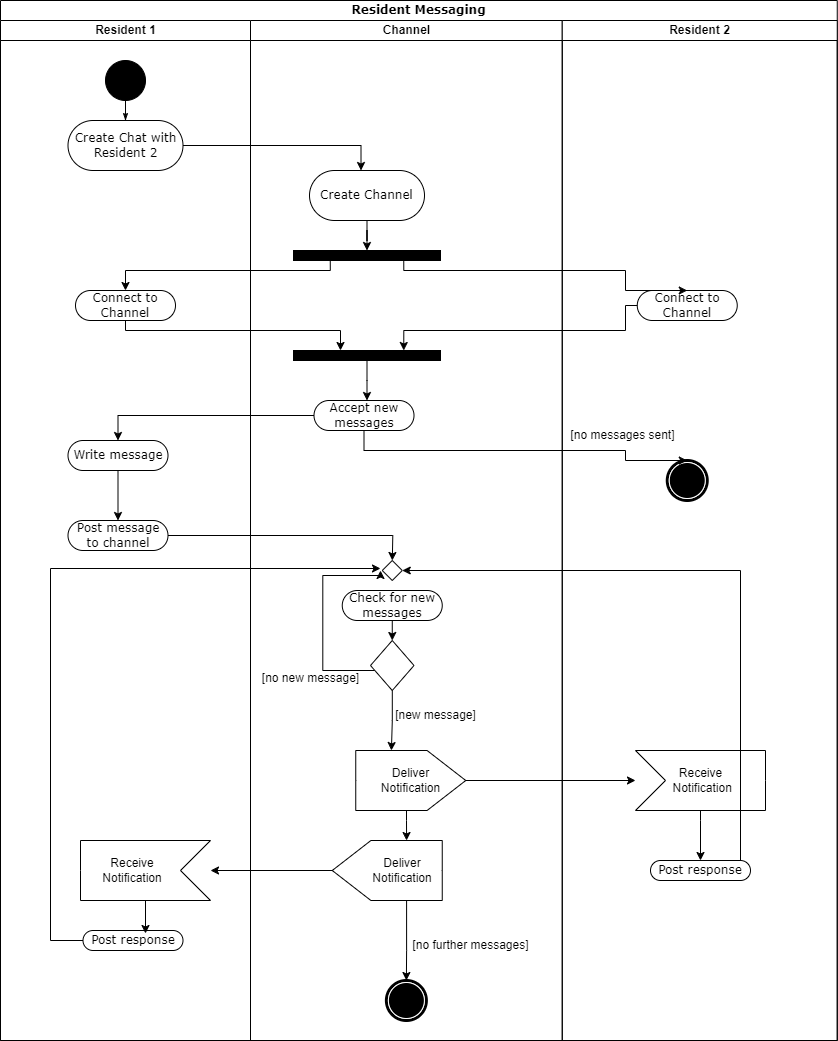 Resident Messaging
Resident 1
Channel
Resident 2
Create Chat with
Resident 2
Create Channel
Connect to
Channel
Connect to
Channel
Accept new
messages
[no messages sent]
Write message
Post message
to channel
Check for new
messages
[no new message]
[new message]
Deliver
Notification
Receive
Notification
Receive
Notification
Deliver
Notification
Post response
Post response
[no further messages]